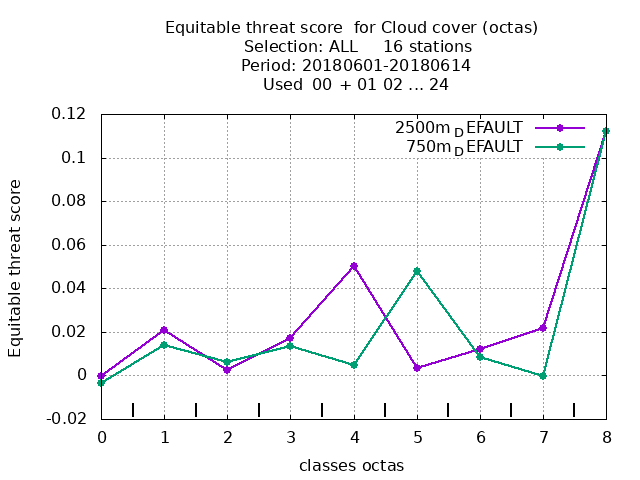 Equitable threat score for Cloud cover (octas)
Selection: ALL 16 stations
Period: 20180601-20180614
Used 00 + 01 02 ... 24
2500m_DEFAULT
750m_DEFAULT
Equitable threat score
0.12
0.1
0.08
0.06
0.04
0.02
0
-0.02
0 1 2 3 4 5 6 7 8
classes octas